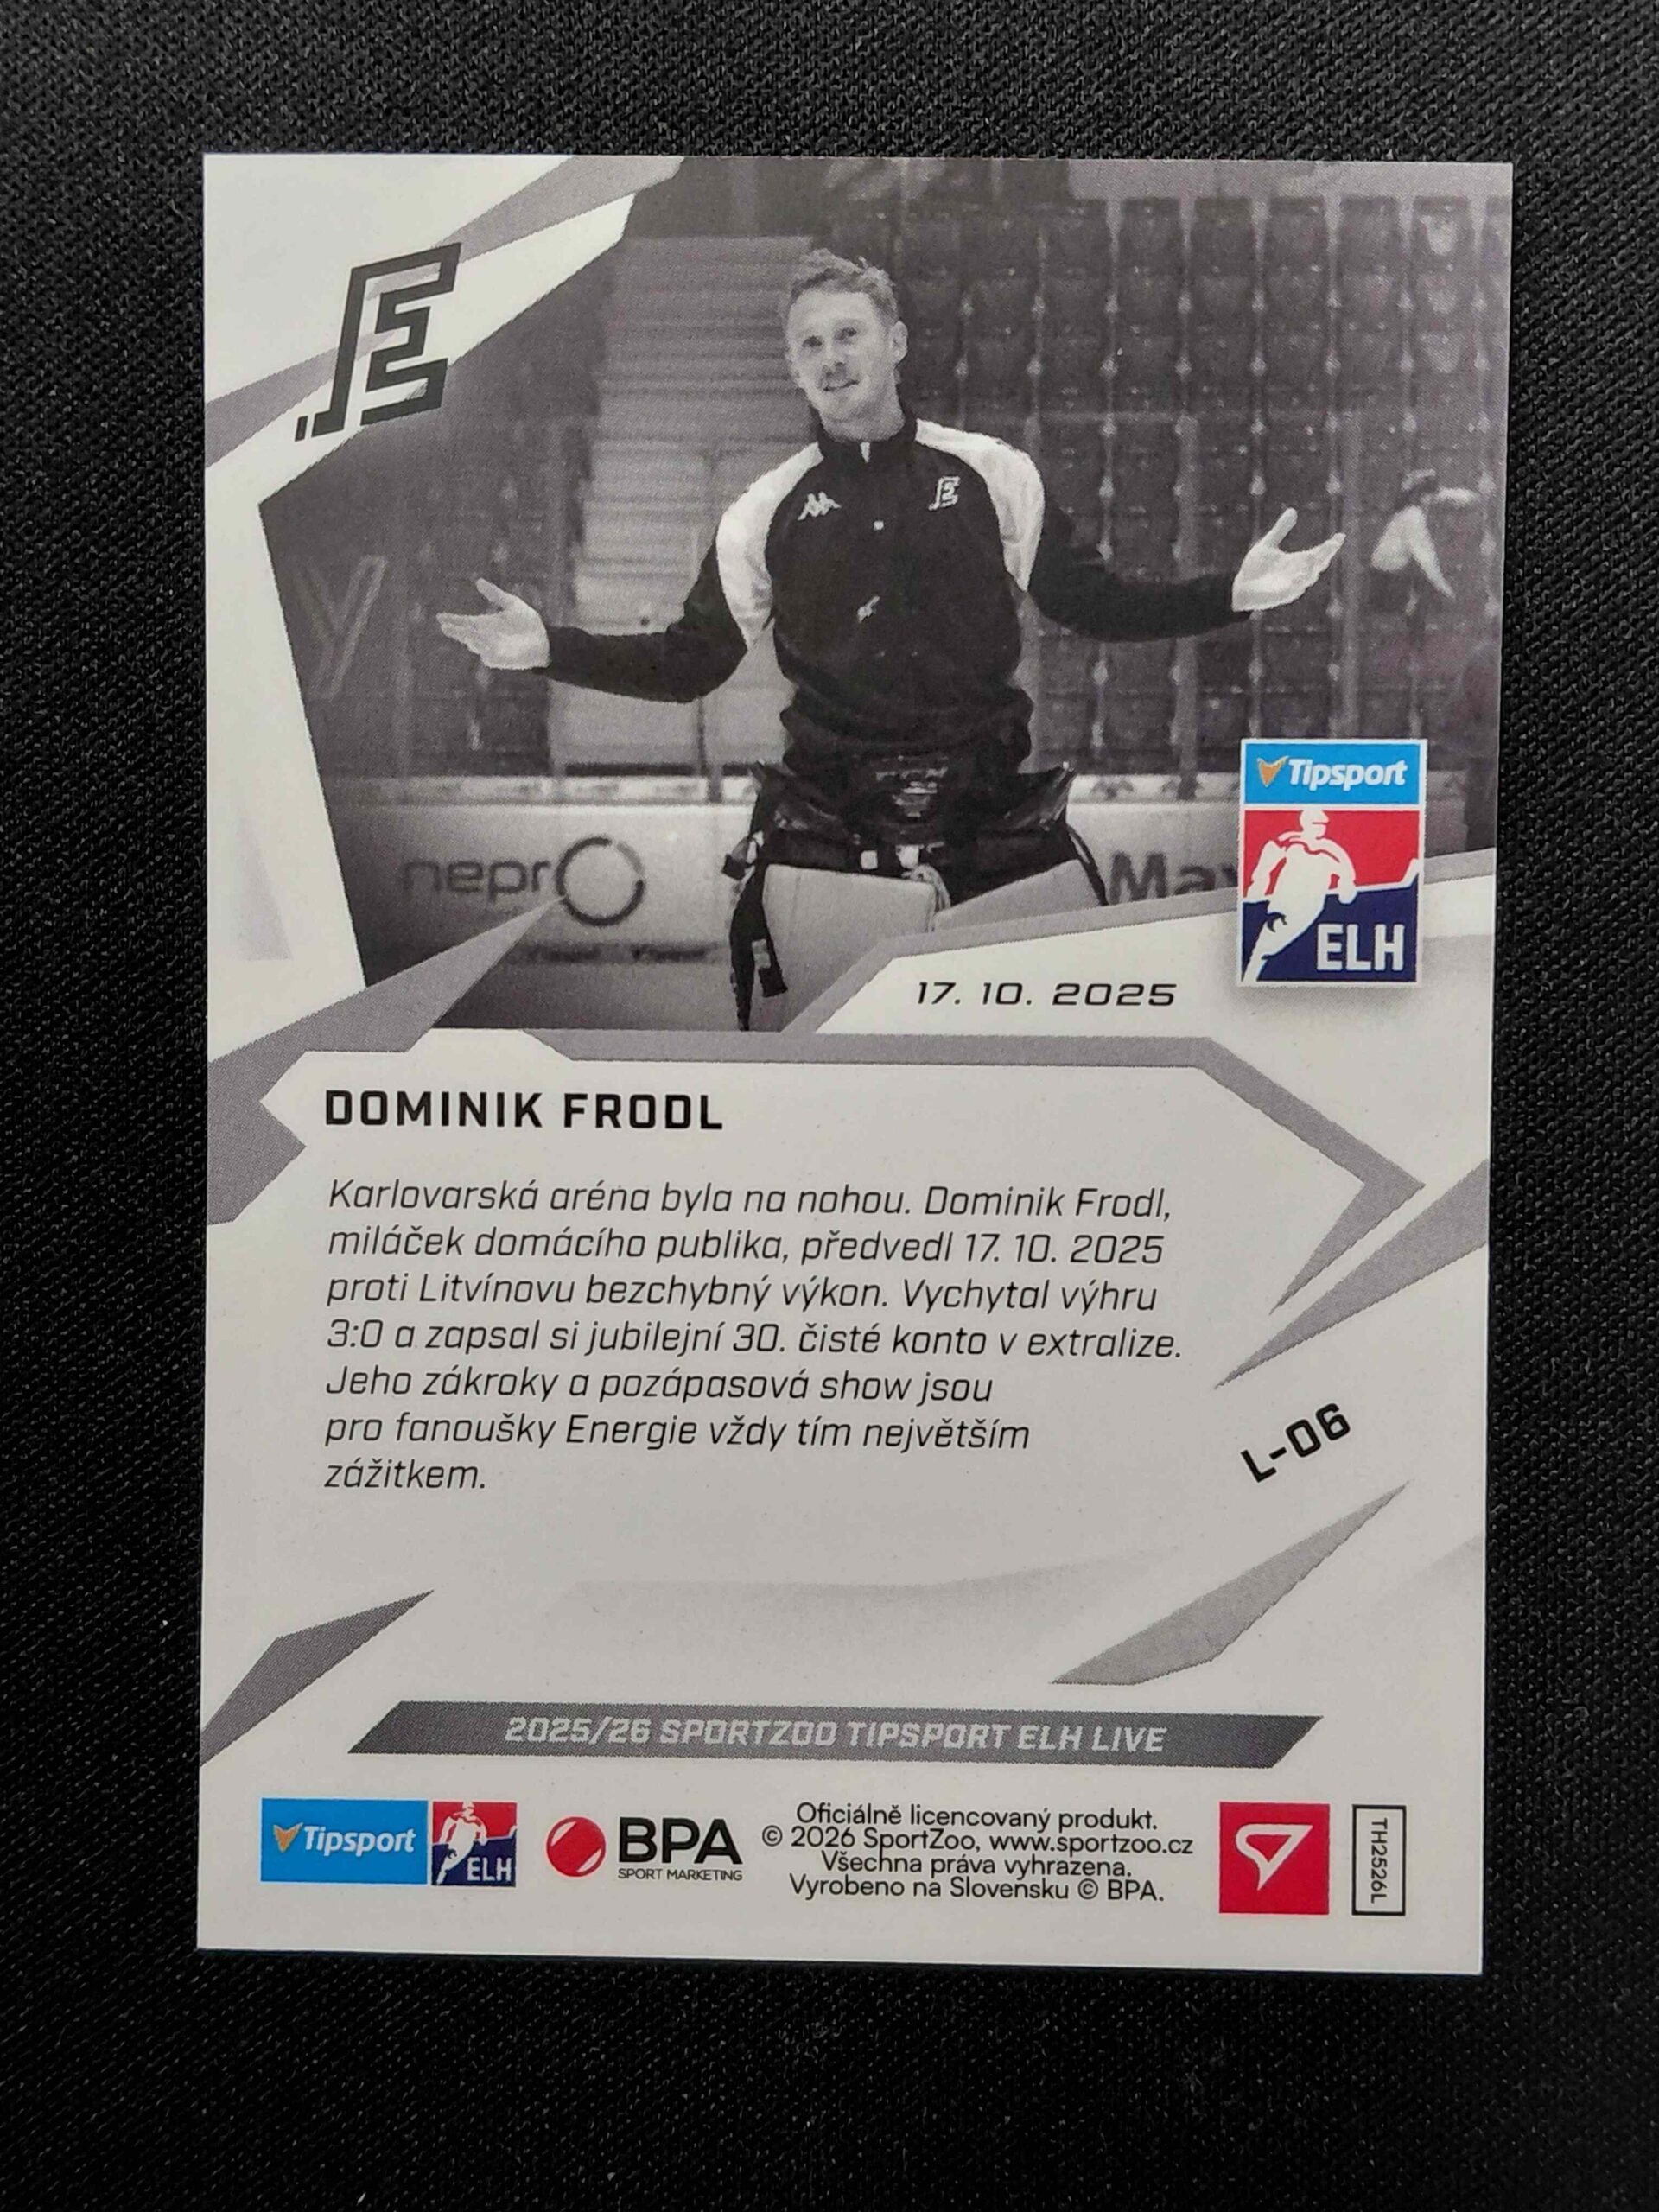 nepro
May
Tipsport
ELH
17. 10. 2025
DOMINIK FRODL
Karlovarská aréna byla na nohou. Dominik Frodl,
miláček domácího publika, předvedl 17. 10. 2025
proti Litvínovu bezchybný výkon. Vychytal výhru
3:0 a zapsal si jubilejní 30. čisté konto v extralize.
Jeho zákroky a pozápasová show jsou
pro fanoušky Energie vždy tím největším
zážitkem.
L-06
2025/26 SPORTZOO TIPSPORT ELH LIVE
Tipsport
ELH
BPA
SPORT MARKETING
Oficiálně licencovaný produkt.
© 2026 SportZoo, www.sportzoo.cz
Všechna práva vyhrazena.
Vyrobeno na Slovensku © BPA.
TH2526L